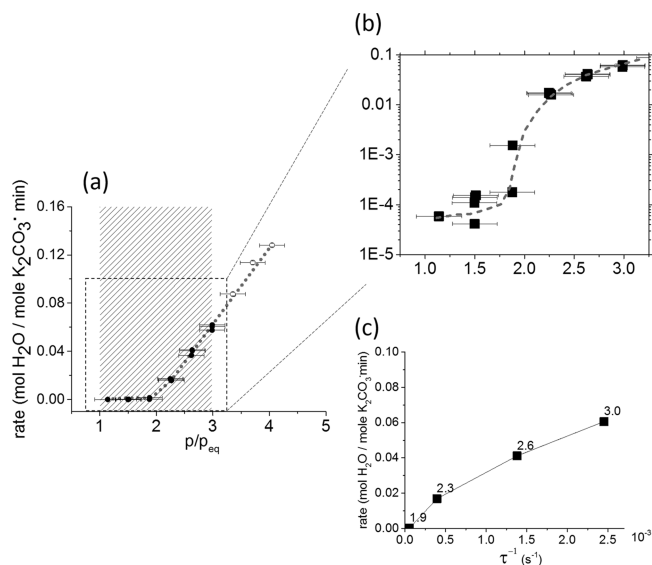 (b)
0.1
0.01
1E-3
1E-4
1E-5
1.0 1.5 2.0 2.5 3.0
(a)
rate (mol H₂O / mole K₂CO₃· min)
0.16
0.12
0.08
0.04
0.00
0 1 2 3 4 5
p/p_eq
(c)
rate (mol H₂O / mole K₂CO₃·min)
0.10
0.08
0.06
0.04
0.02
0.00
3.0
2.6
2.3
1.9
0.0 0.5 1.0 1.5 2.0 2.5 10⁻³
τ⁻¹ (s⁻¹)